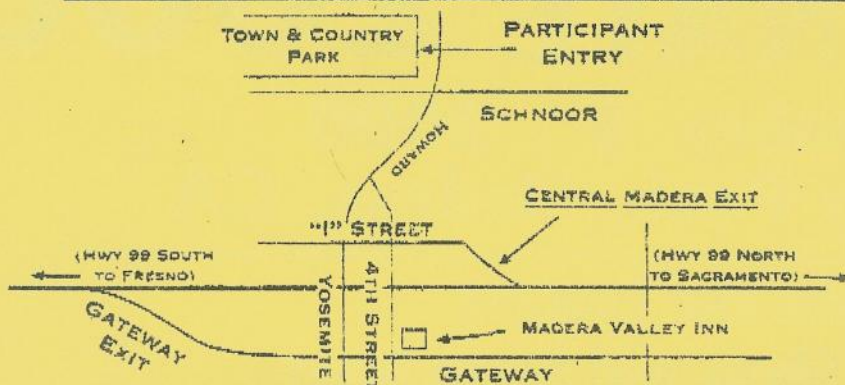 TOWN & COUNTRY
PARK
PARTICIPANT
ENTRY
SCHNOOR
HOWARD
CENTRAL MADERA EXIT
"I" STREET
(HWY 99 SOUTH
TO FRESNO)
(HWY 99 NORTH
TO SACRAMENTO)
YOSEMITE
4TH STREET
GATEWAY
EXIT
MADERA VALLEY INN
GATEWAY